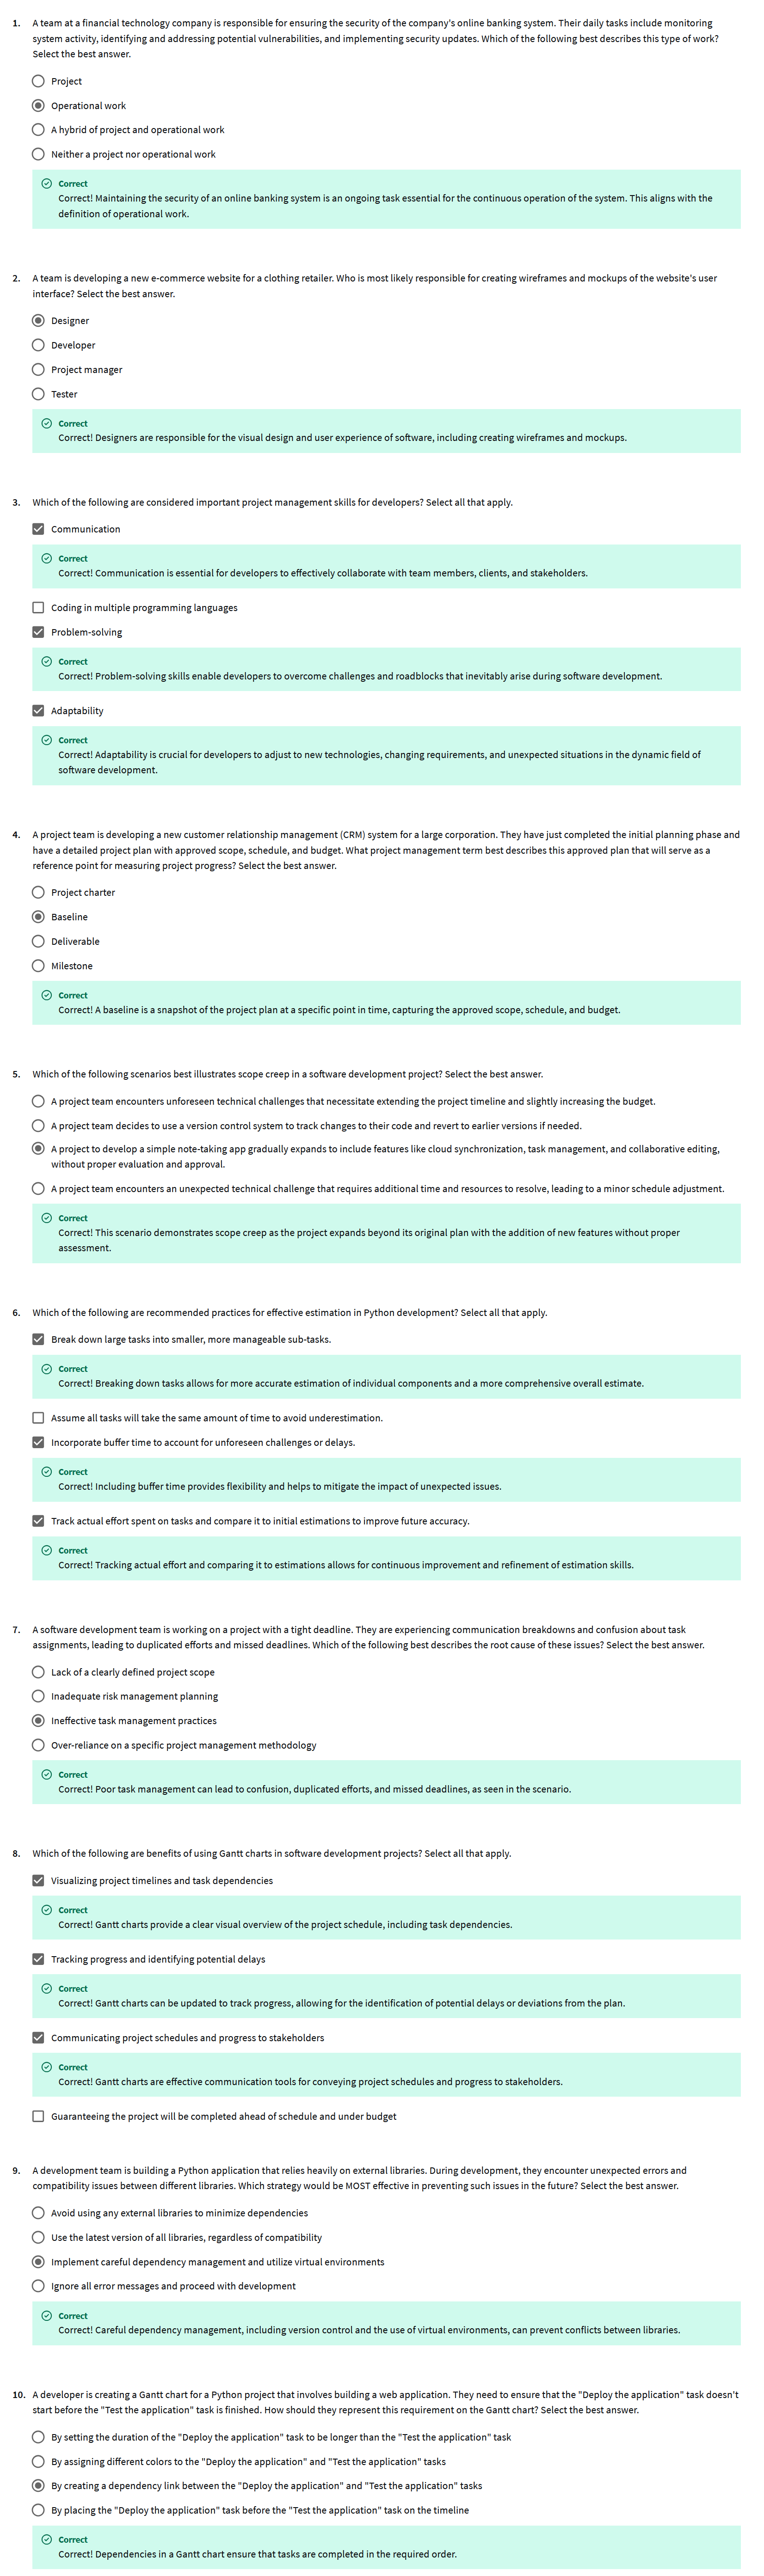 1. A team at a financial technology company is responsible for ensuring the security of the company's online banking system. Their daily tasks include monitoring
system activity, identifying and addressing potential vulnerabilities, and implementing security updates. Which of the following best describes this type of work?
Select the best answer.
Project
Operational work
A hybrid of project and operational work
Neither a project nor operational work
Correct
Correct! Maintaining the security of an online banking system is an ongoing task essential for the continuous operation of the system. This aligns with the
definition of operational work.
2. A team is developing a new e-commerce website for a clothing retailer. Who is most likely responsible for creating wireframes and mockups of the website's user
interface? Select the best answer.
Designer
Developer
Project manager
Tester
Correct
Correct! Designers are responsible for the visual design and user experience of software, including creating wireframes and mockups.
3. Which of the following are considered important project management skills for developers? Select all that apply.
Communication
Correct
Correct! Communication is essential for developers to effectively collaborate with team members, clients, and stakeholders.
Coding in multiple programming languages
Problem-solving
Correct
Correct! Problem-solving skills enable developers to overcome challenges and roadblocks that inevitably arise during software development.
Adaptability
Correct
Correct! Adaptability is crucial for developers to adjust to new technologies, changing requirements, and unexpected situations in the dynamic field of
software development.
4. A project team is developing a new customer relationship management (CRM) system for a large corporation. They have just completed the initial planning phase and
have a detailed project plan with approved scope, schedule, and budget. What project management term best describes this approved plan that will serve as a
reference point for measuring project progress? Select the best answer.
Project charter
Baseline
Deliverable
Milestone
Correct
Correct! A baseline is a snapshot of the project plan at a specific point in time, capturing the approved scope, schedule, and budget.
5. Which of the following scenarios best illustrates scope creep in a software development project? Select the best answer.
A project team encounters unforeseen technical challenges that necessitate extending the project timeline and slightly increasing the budget.
A project team decides to use a version control system to track changes to their code and revert to earlier versions if needed.
A project to develop a simple note-taking app gradually expands to include features like cloud synchronization, task management, and collaborative editing,
without proper evaluation and approval.
A project team encounters an unexpected technical challenge that requires additional time and resources to resolve, leading to a minor schedule adjustment.
Correct
Correct! This scenario demonstrates scope creep as the project expands beyond its original plan with the addition of new features without proper
assessment.
6. Which of the following are recommended practices for effective estimation in Python development? Select all that apply.
Break down large tasks into smaller, more manageable sub-tasks.
Correct
Correct! Breaking down tasks allows for more accurate estimation of individual components and a more comprehensive overall estimate.
Assume all tasks will take the same amount of time to avoid underestimation.
Incorporate buffer time to account for unforeseen challenges or delays.
Correct
Correct! Including buffer time provides flexibility and helps to mitigate the impact of unexpected issues.
Track actual effort spent on tasks and compare it to initial estimations to improve future accuracy.
Correct
Correct! Tracking actual effort and comparing it to estimations allows for continuous improvement and refinement of estimation skills.
7. A software development team is working on a project with a tight deadline. They are experiencing communication breakdowns and confusion about task
assignments, leading to duplicated efforts and missed deadlines. Which of the following best describes the root cause of these issues? Select the best answer.
Lack of a clearly defined project scope
Inadequate risk management planning
Ineffective task management practices
Over-reliance on a specific project management methodology
Correct
Correct! Poor task management can lead to confusion, duplicated efforts, and missed deadlines, as seen in the scenario.
8. Which of the following are benefits of using Gantt charts in software development projects? Select all that apply.
Visualizing project timelines and task dependencies
Correct
Correct! Gantt charts provide a clear visual overview of the project schedule, including task dependencies.
Tracking progress and identifying potential delays
Correct
Correct! Gantt charts can be updated to track progress, allowing for the identification of potential delays or deviations from the plan.
Communicating project schedules and progress to stakeholders
Correct
Correct! Gantt charts are effective communication tools for conveying project schedules and progress to stakeholders.
Guaranteeing the project will be completed ahead of schedule and under budget
9. A development team is building a Python application that relies heavily on external libraries. During development, they encounter unexpected errors and
compatibility issues between different libraries. Which strategy would be MOST effective in preventing such issues in the future? Select the best answer.
Avoid using any external libraries to minimize dependencies
Use the latest version of all libraries, regardless of compatibility
Implement careful dependency management and utilize virtual environments
Ignore all error messages and proceed with development
Correct
Correct! Careful dependency management, including version control and the use of virtual environments, can prevent conflicts between libraries.
10. A developer is creating a Gantt chart for a Python project that involves building a web application. They need to ensure that the "Deploy the application" task doesn't
start before the "Test the application" task is finished. How should they represent this requirement on the Gantt chart? Select the best answer.
By setting the duration of the "Deploy the application" task to be longer than the "Test the application" task
By assigning different colors to the "Deploy the application" and "Test the application" tasks
By creating a dependency link between the "Deploy the application" and "Test the application" tasks
By placing the "Deploy the application" task before the "Test the application" task on the timeline
Correct
Correct! Dependencies in a Gantt chart ensure that tasks are completed in the required order.